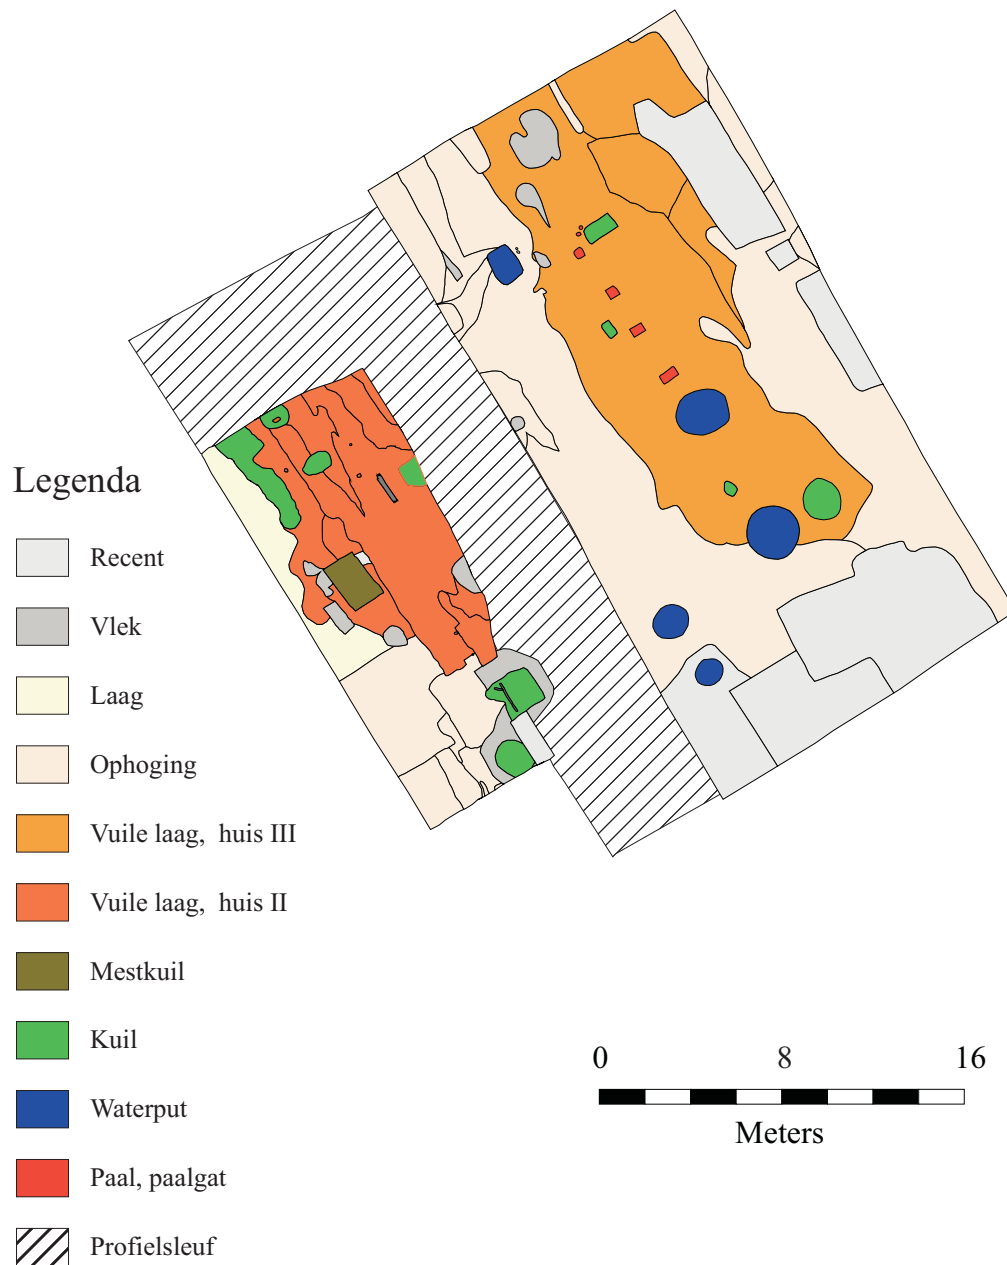 Legenda
Recent
Vlek
Laag
Ophoging
Vuile laag, huis III
Vuile laag, huis II
Mestkuil
Kuil
Waterput
Paal, paalgat
Profielsleuf
0 8 16
Meters